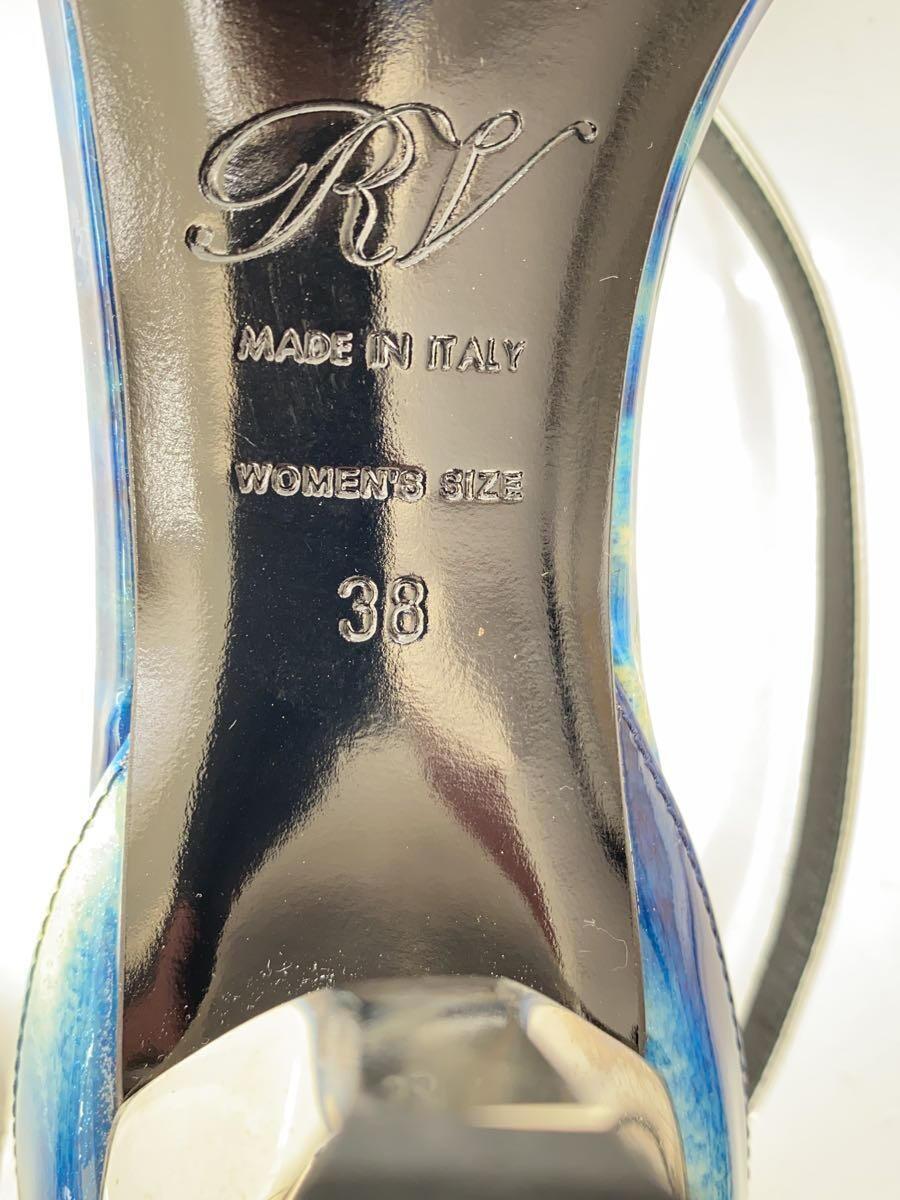 RV
MADE IN ITALY
WOMEN'S SIZE
38